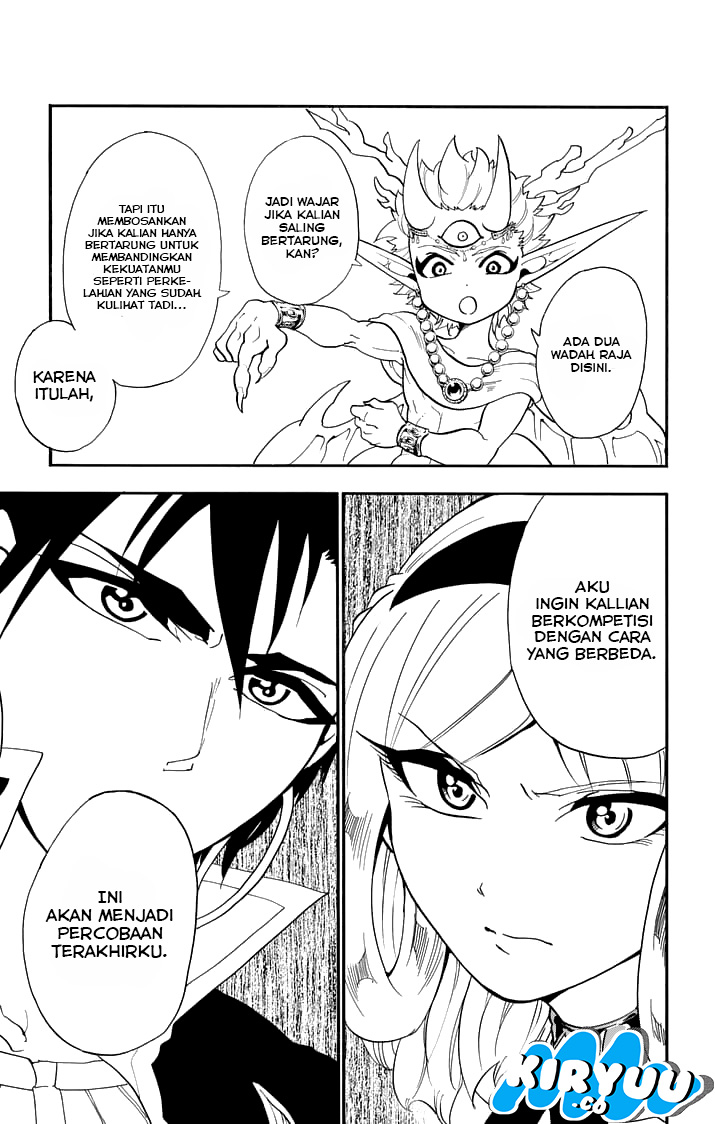 ADA DUA
WADAH RAJA
DISINI.
JADI WAJAR
JIKA KALIAN
SALING
BERTARUNG,
KAN?
TAPI ITU
MEMBOSANKAN
JIKA KALIAN HANYA
BERTARUNG UNTUK
MEMBANDINGKAN
KEKUATANMU
SEPERTI PERKE-
LAHIAN YANG SUDAH
KULIHAT TADI...
KARENA
ITULAH,
AKU
INGIN KALLIAN
BERKOMPETISI
DENGAN CARA
YANG BERBEDA.
INI
AKAN MENJADI
PERCOBAAN
TERAKHIRKU.
KIRYUU
.CO